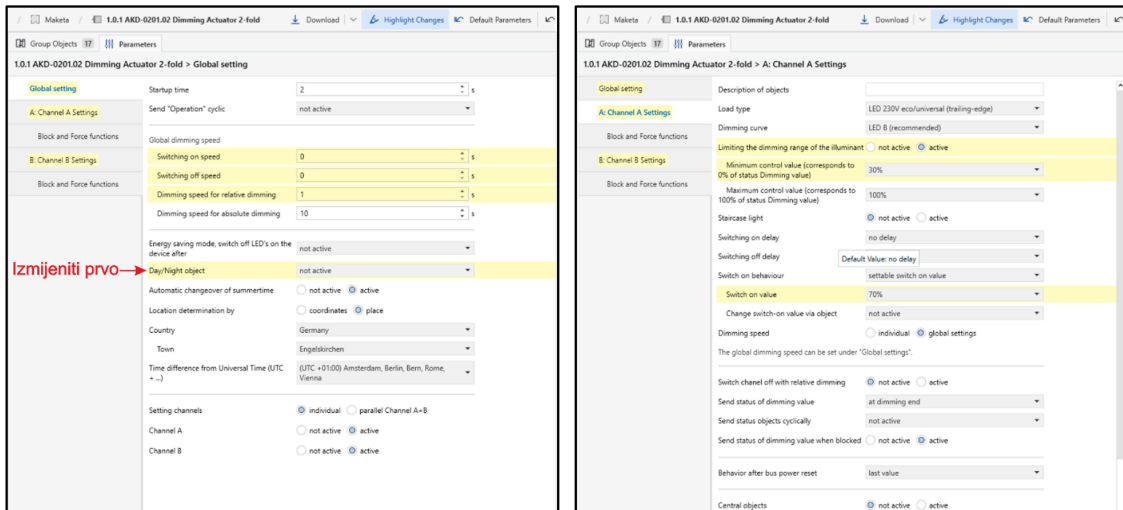 Maketa / 1.0.1 AKD-0201.02 Dimming Actuator 2-fold Download Highlight Changes Default Parameters
Group Objects 17 Parameters
1.0.1 AKD-0201.02 Dimming Actuator 2-fold > Global setting
Global setting
A: Channel A Settings
Block and Force functions
B: Channel B Settings
Block and Force functions
Startup time 2 s
Send "Operation" cyclic not active
Global dimming speed
Switching on speed 0 s
Switching off speed 0 s
Dimming speed for relative dimming 1 s
Dimming speed for absolute dimming 10 s
Energy saving mode, switch off LED's on the
device after not active
Izmijeniti prvo Day/Night object not active
Automatic changeover of summertime not active active
Location determination by coordinates place
Country Germany
Town Engelskirchen
Time difference from Universal Time (UTC (UTC +01:00) Amsterdam, Berlin, Bern, Rome,
+ ...) Vienna
Setting channels individual parallel Channel A+B
Channel A not active active
Channel B not active active
Maketa / 1.0.1 AKD-0201.02 Dimming Actuator 2-fold Download Highlight Changes Default Parameters
Group Objects 17 Parameters
1.0.1 AKD-0201.02 Dimming Actuator 2-fold > A: Channel A Settings
Global setting
A: Channel A Settings
Block and Force functions
B: Channel B Settings
Block and Force functions
Description of objects
Load type LED 230V eco/universal (trailing-edge)
Dimming curve LED B (recommended)
Limiting the dimming range of the illuminant not active active
Minimum control value (corresponds to
0% of status Dimming value) 30%
Maximum control value (corresponds to
100% of status Dimming value) 100%
Staircase light not active active
Switching on delay no delay
Switching off delay Default Value: no delay
Switch on behaviour settable switch on value
Switch on value 70%
Change switch-on value via object not active
Dimming speed individual global settings
The global dimming speed can be set under "Global settings".
Switch chanel off with relative dimming not active active
Send status of dimming value at dimming end
Send status objects cyclically not active
Send status of dimming value when blocked not active active
Behavior after bus power reset last value
Central objects not active active